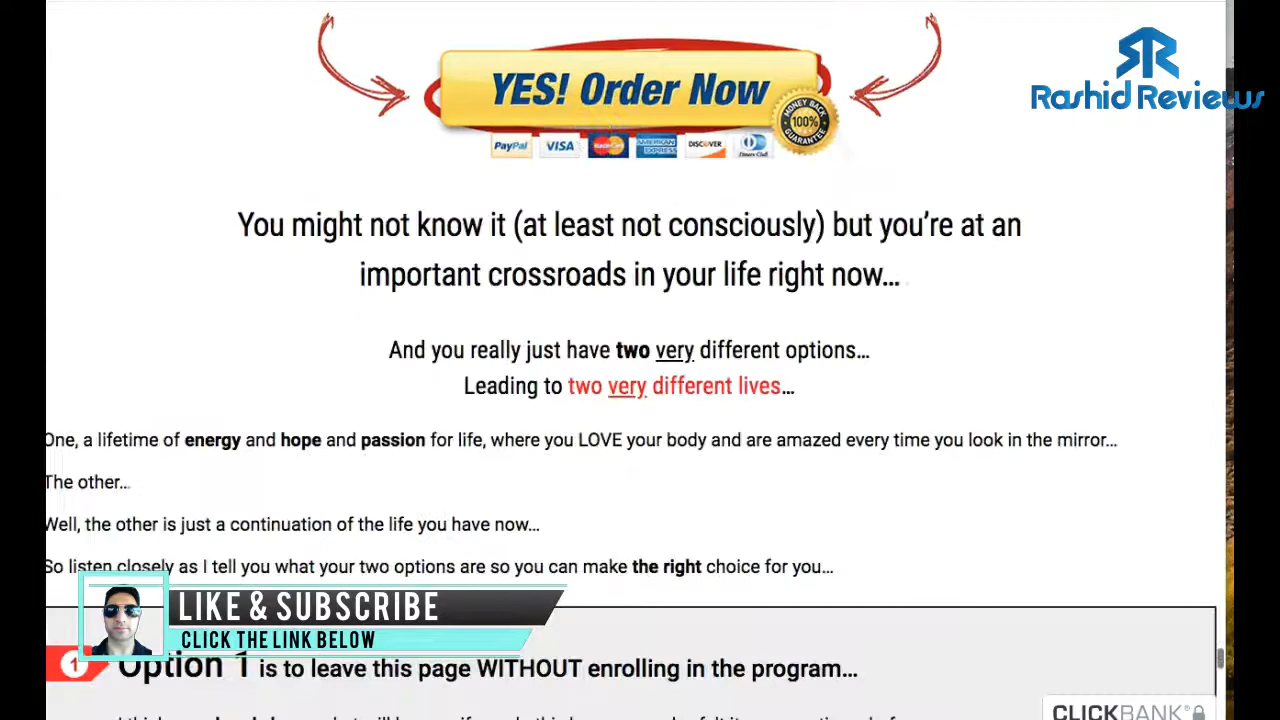 YES! Order Now
MONEY BACK
100%
GUARANTEE
PayPal VISA MasterCard AMERICAN EXPRESS DISCOVER Diners Club
Rashid Reviews
You might not know it (at least not consciously) but you’re at an
important crossroads in your life right now…
And you really just have two very different options…
Leading to two very different lives…
One, a lifetime of energy and hope and passion for life, where you LOVE your body and are amazed every time you look in the mirror…
The other…
Well, the other is just a continuation of the life you have now…
So listen closely as I tell you what your two options are so you can make the right choice for you…
LIKE & SUBSCRIBE
CLICK THE LINK BELOW
1 Option 1 is to leave this page WITHOUT enrolling in the program…
CLICKBANK®